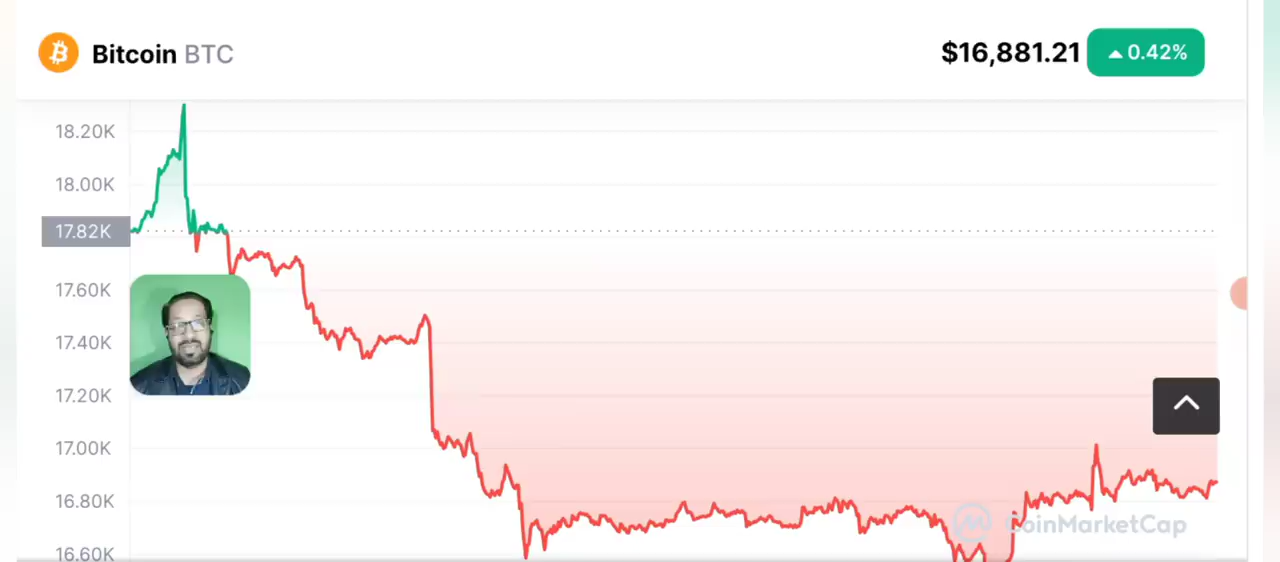 Bitcoin BTC
$16,881.21 0.42%
18.20K
18.00K
17.82K
17.60K
17.40K
17.20K
17.00K
16.80K
16.60K
CoinMarketCap